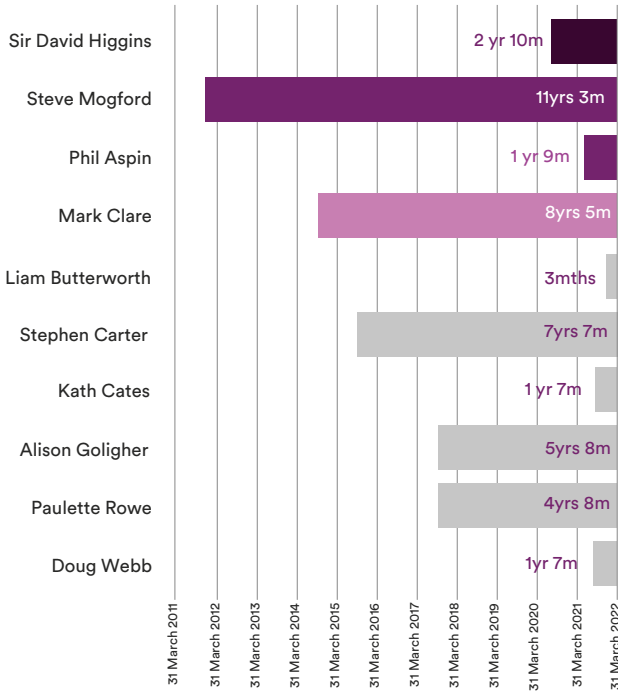 Sir David Higgins 2 yr 10m
Steve Mogford 11yrs 3m
Phil Aspin 1 yr 9m
Mark Clare 8yrs 5m
Liam Butterworth 3mths
Stephen Carter 7yrs 7m
Kath Cates 1 yr 7m
Alison Goligher 5yrs 8m
Paulette Rowe 4yrs 8m
Doug Webb 1yr 7m
31 March 2011
31 March 2012
31 March 2013
31 March 2014
31 March 2015
31 March 2016
31 March 2017
31 March 2018
31 March 2019
31 March 2020
31 March 2021
31 March 2022